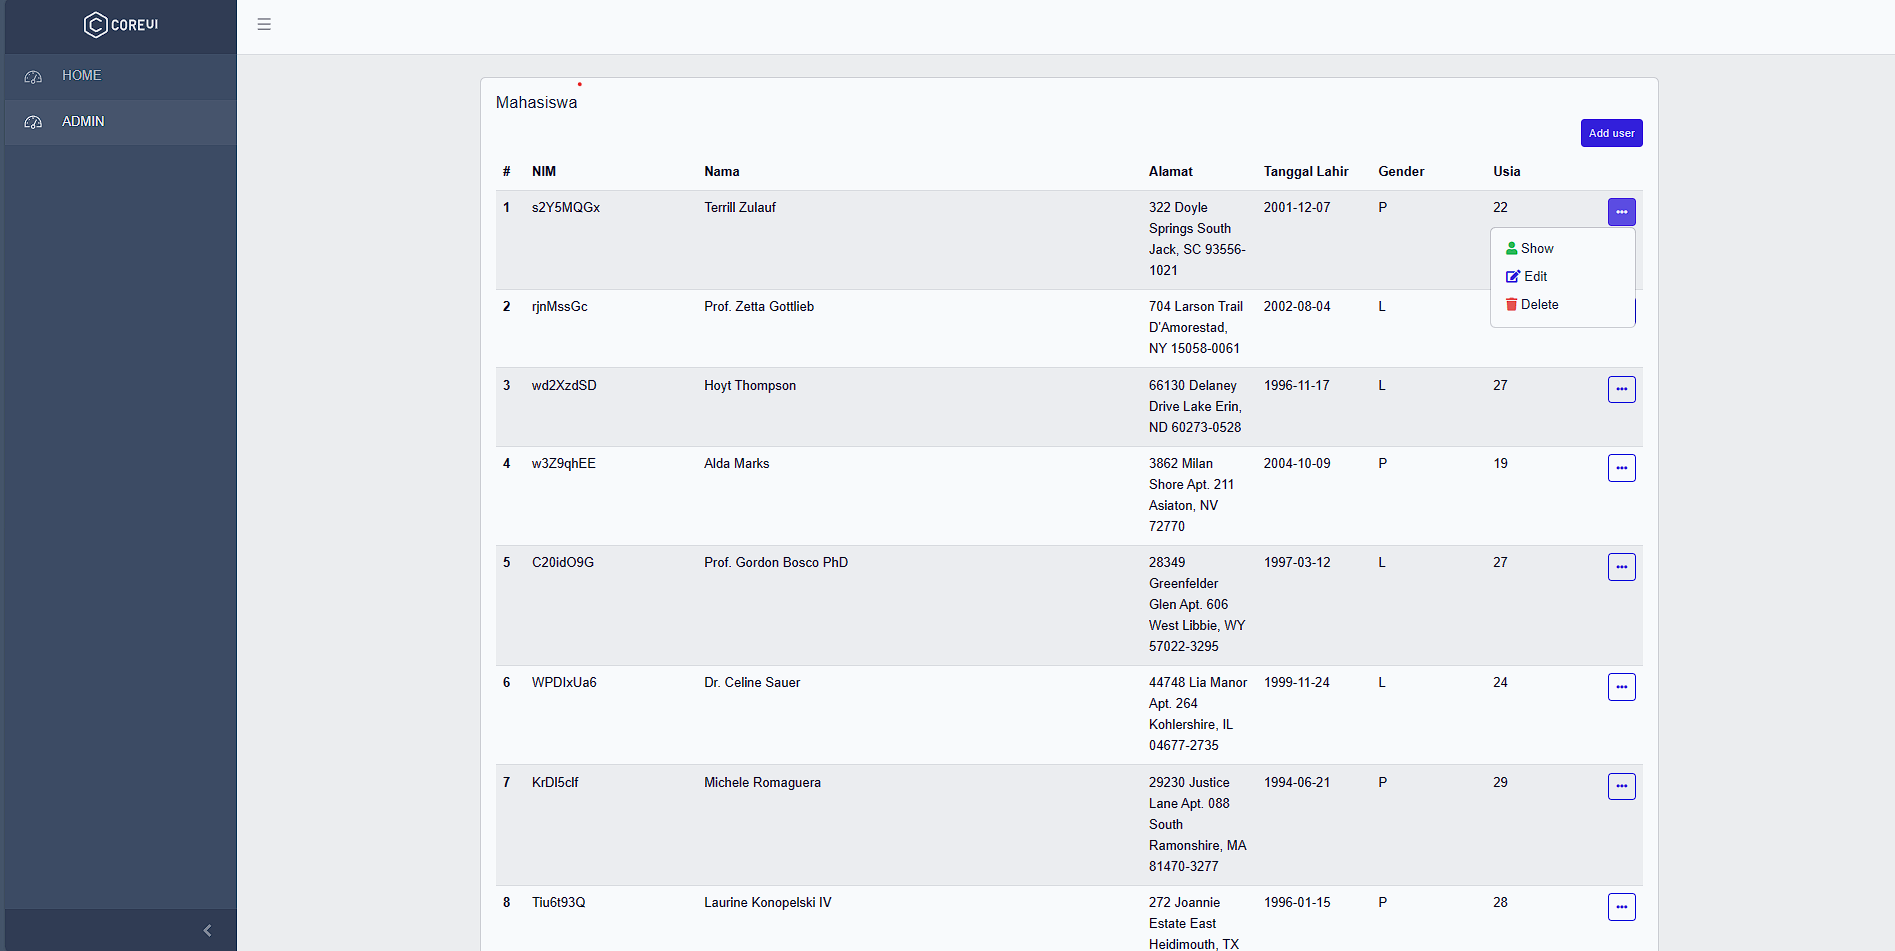 COREUI
HOME
ADMIN
Mahasiswa
Add user
# NIM Nama Alamat Tanggal Lahir Gender Usia
1 s2Y5MQGx Terrill Zulauf 322 Doyle 2001-12-07 P 22
Springs South
Jack, SC 93556-
1021
Show
Edit
Delete
2 rjnMssGc Prof. Zetta Gottlieb 704 Larson Trail 2002-08-04 L
D'Amorestad,
NY 15058-0061
3 wd2XzdSD Hoyt Thompson 66130 Delaney 1996-11-17 L 27
Drive Lake Erin,
ND 60273-0528
4 w3Z9qhEE Alda Marks 3862 Milan 2004-10-09 P 19
Shore Apt. 211
Asiaton, NV
72770
5 C20idO9G Prof. Gordon Bosco PhD 28349 1997-03-12 L 27
Greenfelder
Glen Apt. 606
West Libbie, WY
57022-3295
6 WPDIxUa6 Dr. Celine Sauer 44748 Lia Manor 1999-11-24 L 24
Apt. 264
Kohlershire, IL
04677-2735
7 KrDI5clf Michele Romaguera 29230 Justice 1994-06-21 P 29
Lane Apt. 088
South
Ramonshire, MA
81470-3277
8 Tiu6t93Q Laurine Konopelski IV 272 Joannie 1996-01-15 P 28
Estate East
Heidimouth, TX